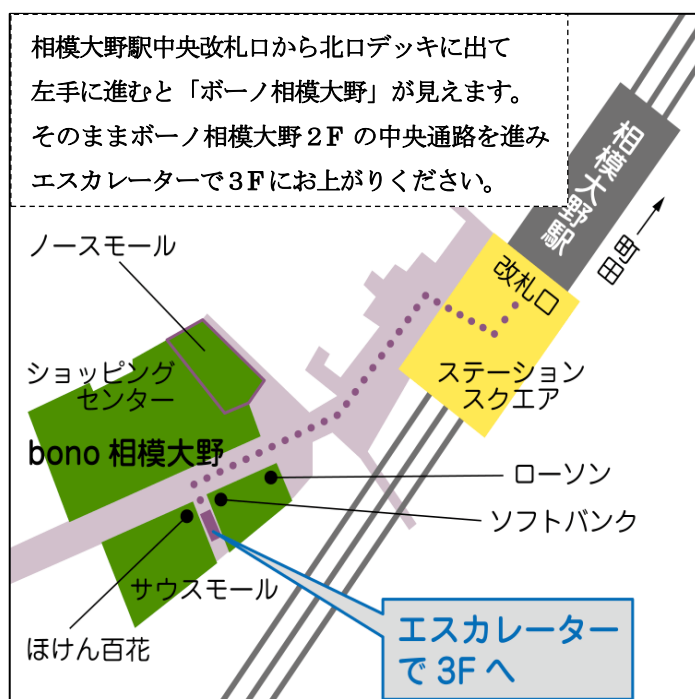 相模大野駅中央改札口から北口デッキに出て
左手に進むと「ボーノ相模大野」が見えます。
そのままボーノ相模大野２Ｆ の中央通路を進み
エスカレーターで３Ｆにお上がりください。
相模大野駅
町田
改札口
ノースモール
ステーション
スクエア
ショッピング
センター
bono 相模大野
ローソン
ソフトバンク
サウスモール
ほけん百花
エスカレーター
で 3F へ